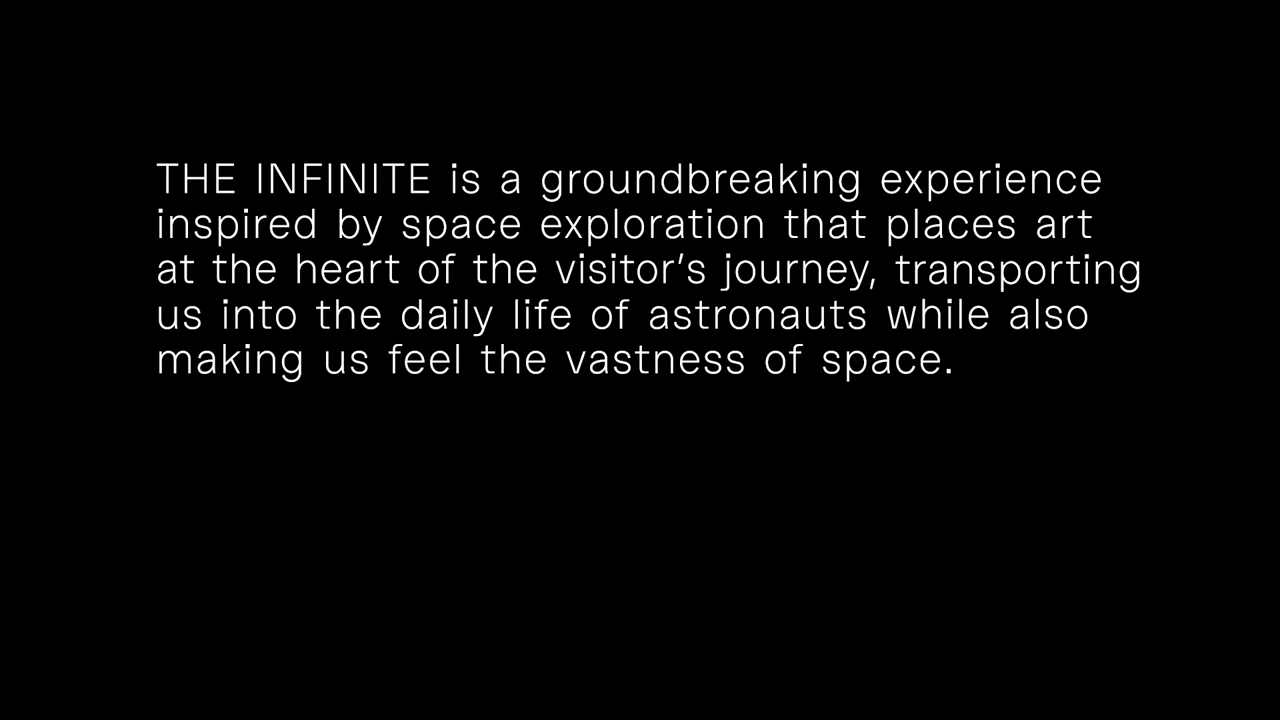 THE INFINITE is a groundbreaking experience
inspired by space exploration that places art
at the heart of the visitor’s journey, transporting
us into the daily life of astronauts while also
making us feel the vastness of space.